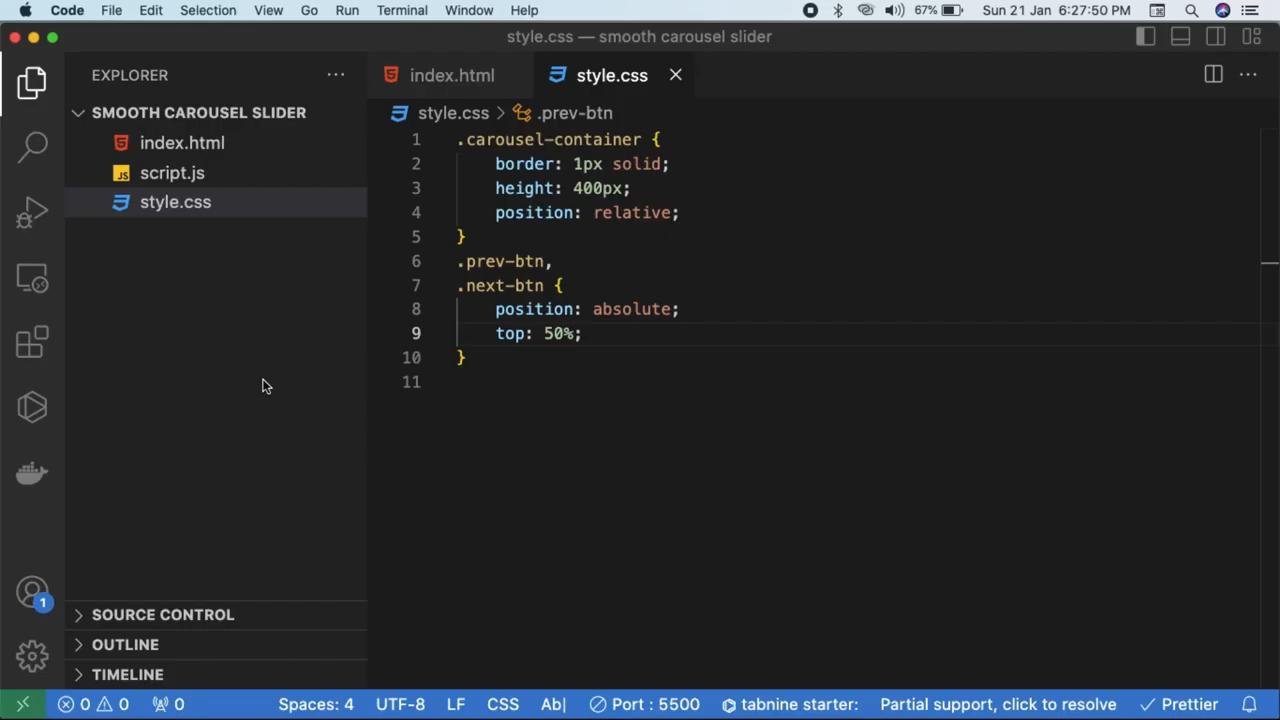 Code File Edit Selection View Go Run Terminal Window Help 67% Sun 21 Jan 6:27:50 PM
style.css — smooth carousel slider
EXPLORER
SMOOTH CAROUSEL SLIDER
index.html
JS script.js
style.css
index.html style.css
style.css > .prev-btn
1 .carousel-container {
2 border: 1px solid;
3 height: 400px;
4 position: relative;
5 }
6 .prev-btn,
7 .next-btn {
8 position: absolute;
9 top: 50%;
10 }
11
1
SOURCE CONTROL
OUTLINE
TIMELINE
0 0 0 Spaces: 4 UTF-8 LF CSS Ab| Port : 5500 tabnine starter: Partial support, click to resolve Prettier